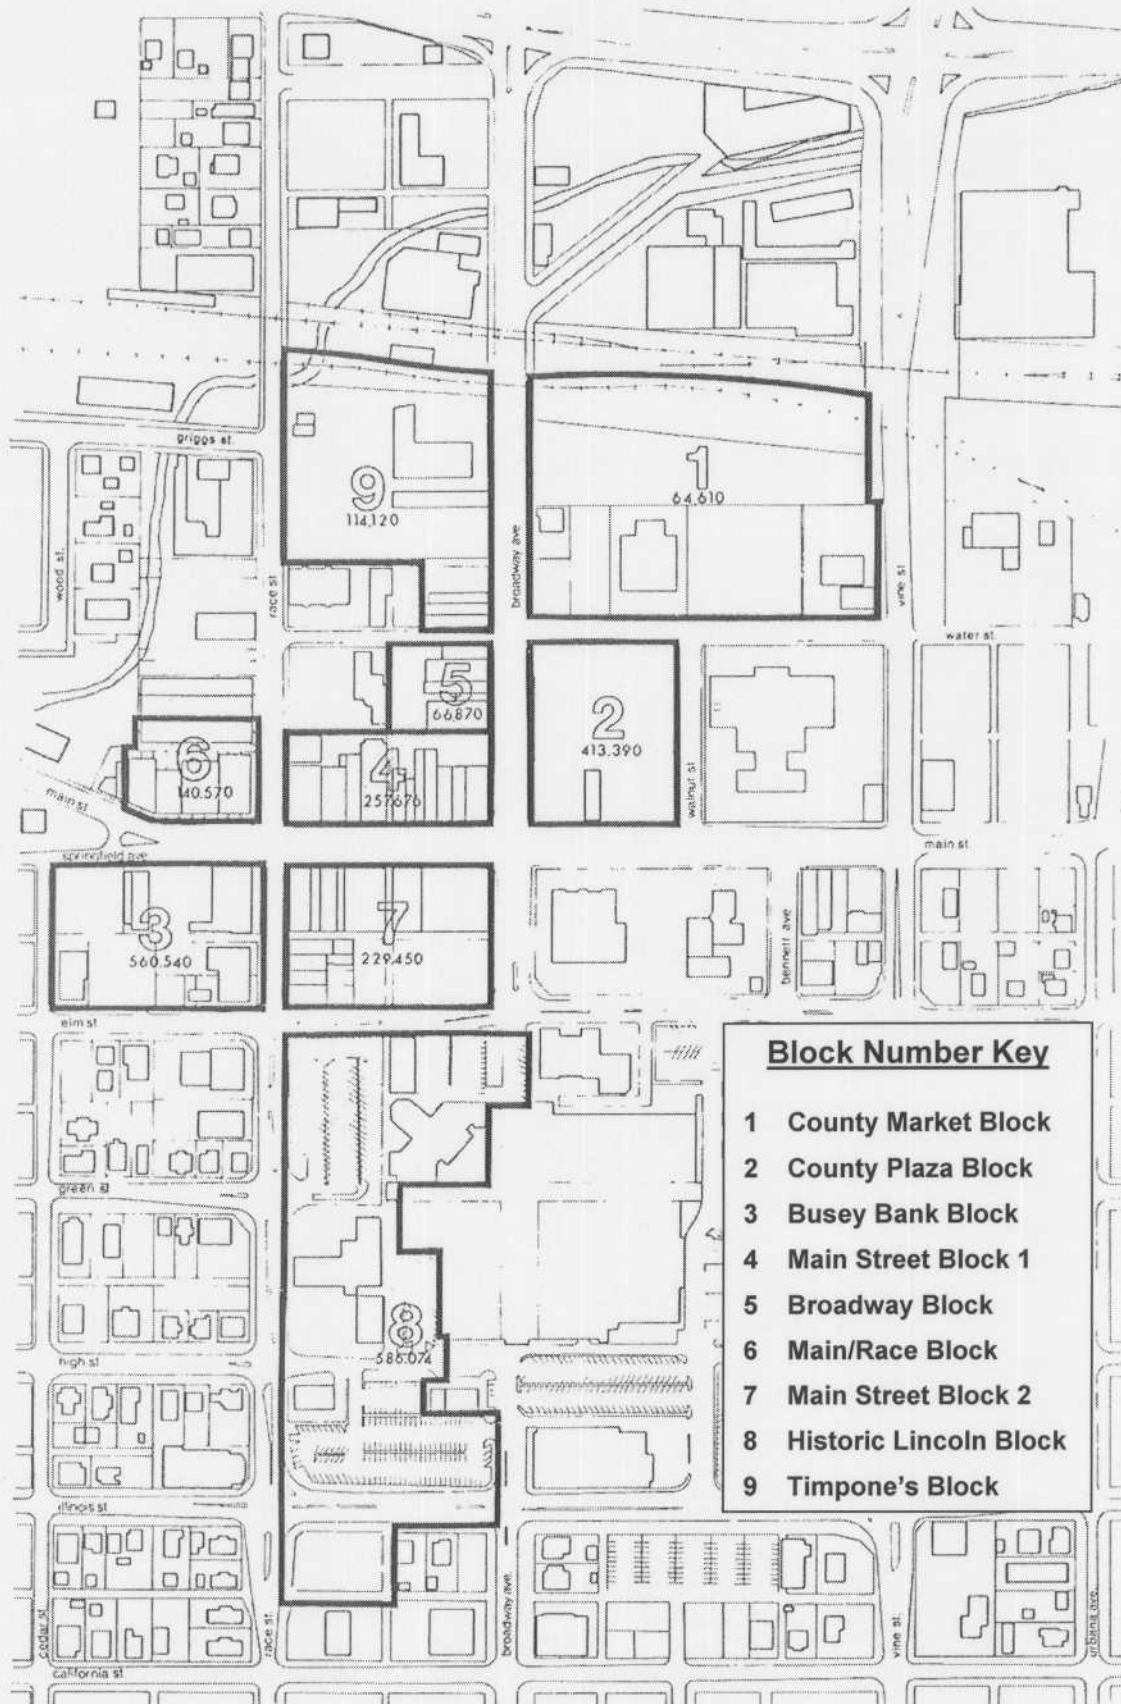 griggs st.
wood st.
race st
broadway ave
vine st
9
114,120
1
64,610
water st.
5
66,870
2
413,390
walnut st
6
140,570
4
257,676
main st
main st
springfield ave
3
560,540
7
229,450
bennett ave
elm st
green st
8
586,074
high st
illinois st
cedar st
race st.
broadway ave.
vine st.
urbana ave.
california st
Block Number Key
1 County Market Block
2 County Plaza Block
3 Busey Bank Block
4 Main Street Block 1
5 Broadway Block
6 Main/Race Block
7 Main Street Block 2
8 Historic Lincoln Block
9 Timpone's Block